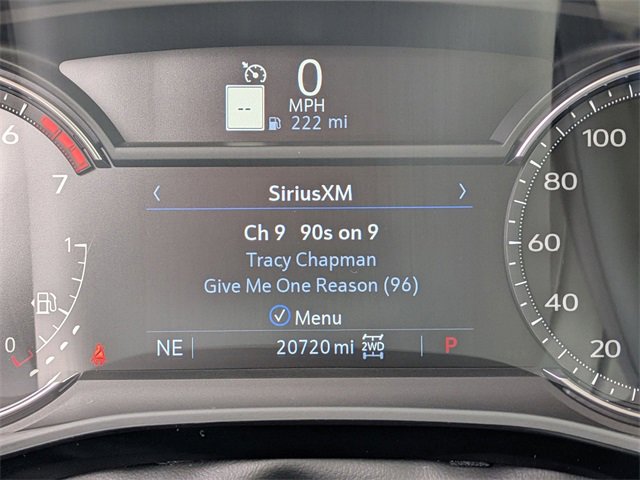 0
MPH
--
222 mi
6
7
1
0
SiriusXM
Ch 9 90s on 9
Tracy Chapman
Give Me One Reason (96)
Menu
NE 20720 mi 2WD P
100
80
60
40
20